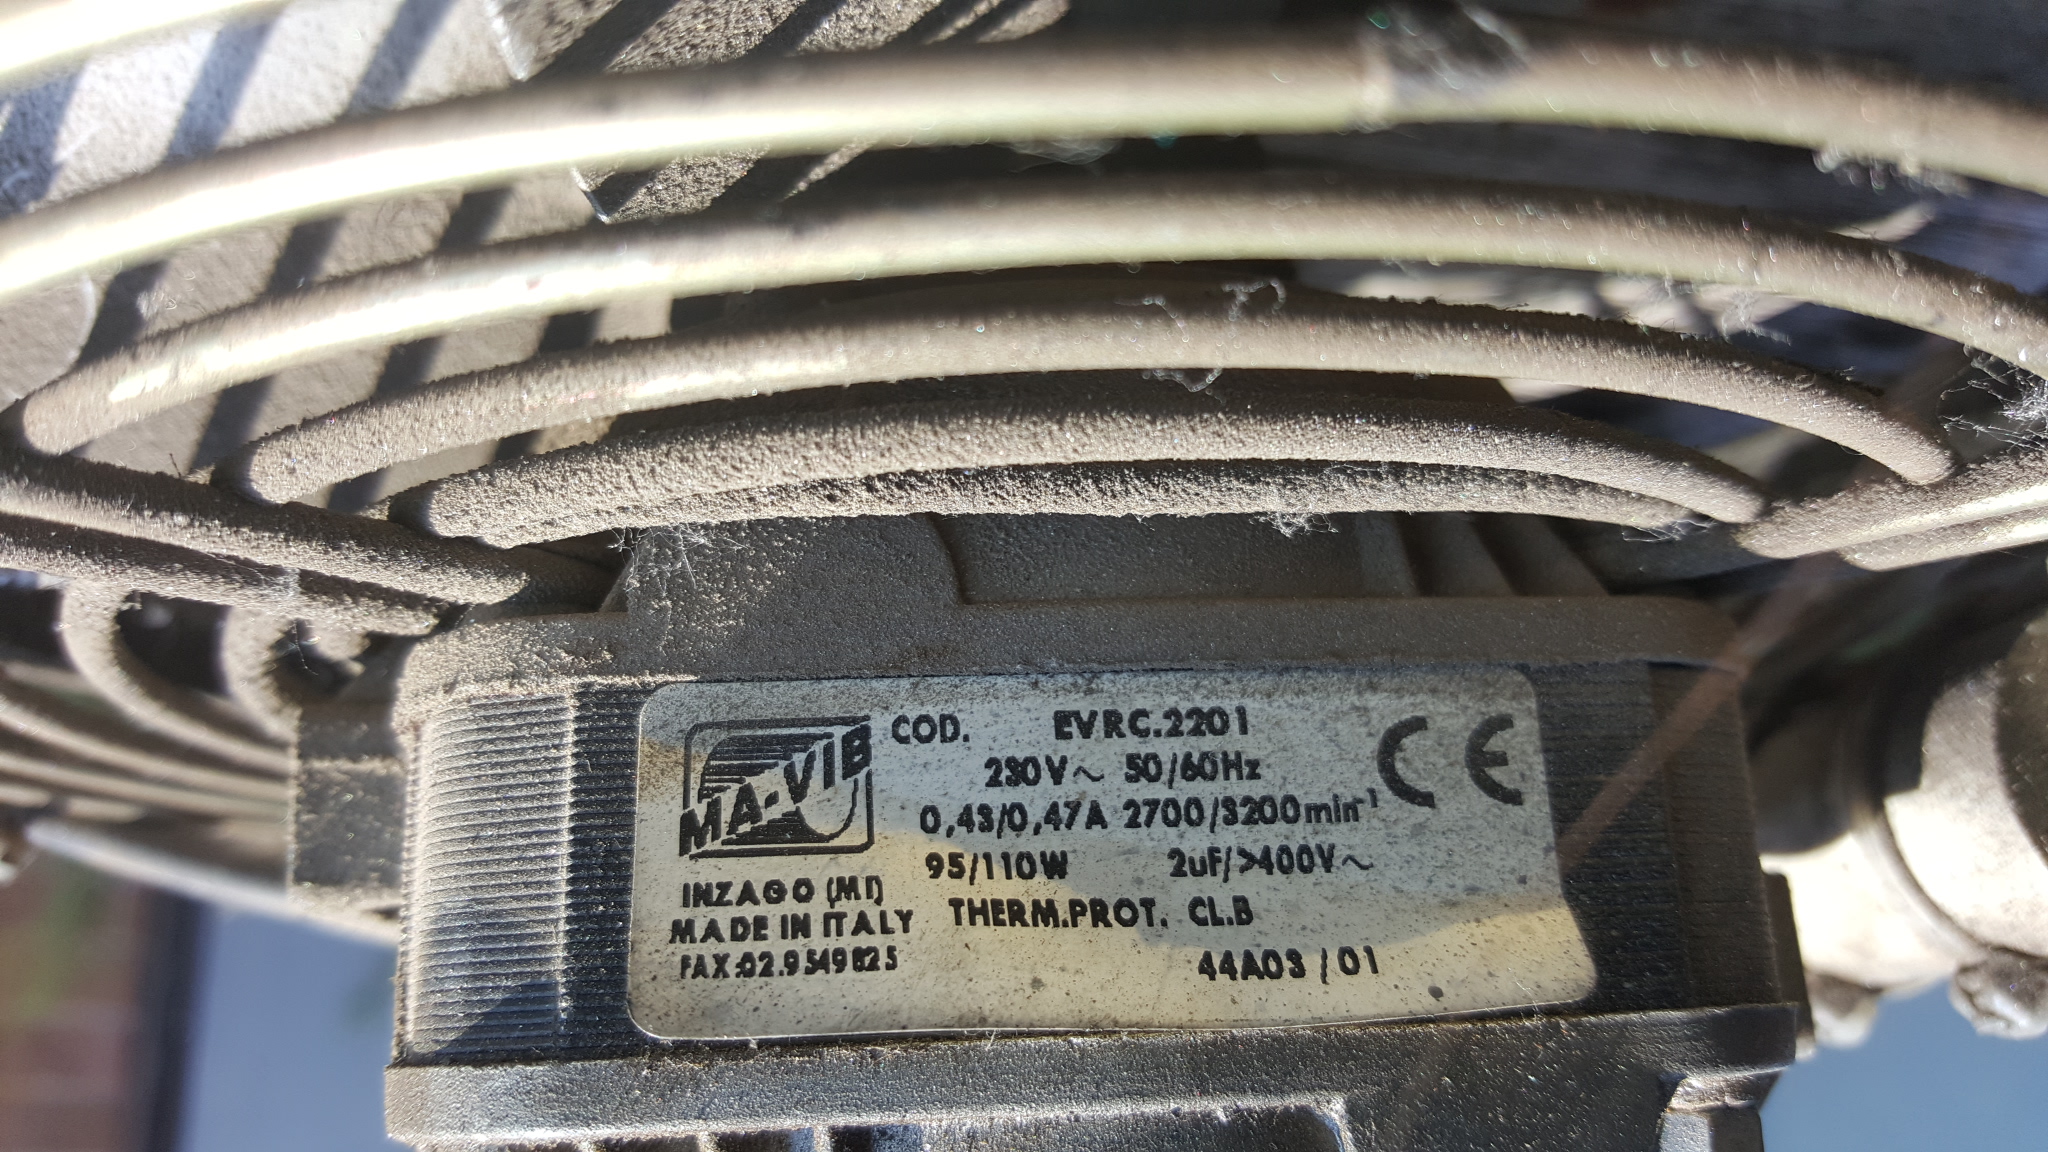 MA-VIB
COD. EVRC.2201
230V~ 50/60Hz
0,43/0,47A 2700/3200min⁻¹
95/110W 2uF/>400V~
THERM.PROT. CL.B
44A03 / 01
INZAGO (MI)
MADE IN ITALY
FAX:02.9549825
CE